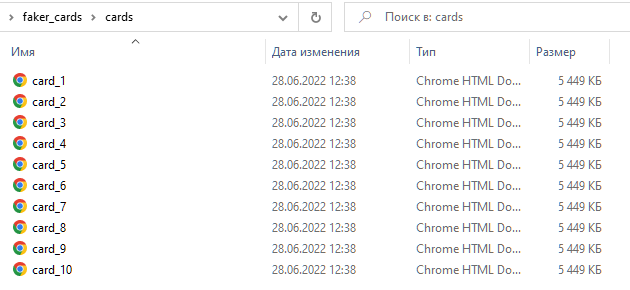 faker_cards > cards
Поиск в: cards
Имя Дата изменения Тип Размер
card_1 28.06.2022 12:38 Chrome HTML Do... 5 449 КБ
card_2 28.06.2022 12:38 Chrome HTML Do... 5 449 КБ
card_3 28.06.2022 12:38 Chrome HTML Do... 5 449 КБ
card_4 28.06.2022 12:38 Chrome HTML Do... 5 449 КБ
card_5 28.06.2022 12:38 Chrome HTML Do... 5 449 КБ
card_6 28.06.2022 12:38 Chrome HTML Do... 5 449 КБ
card_7 28.06.2022 12:38 Chrome HTML Do... 5 449 КБ
card_8 28.06.2022 12:38 Chrome HTML Do... 5 449 КБ
card_9 28.06.2022 12:38 Chrome HTML Do... 5 449 КБ
card_10 28.06.2022 12:38 Chrome HTML Do... 5 449 КБ